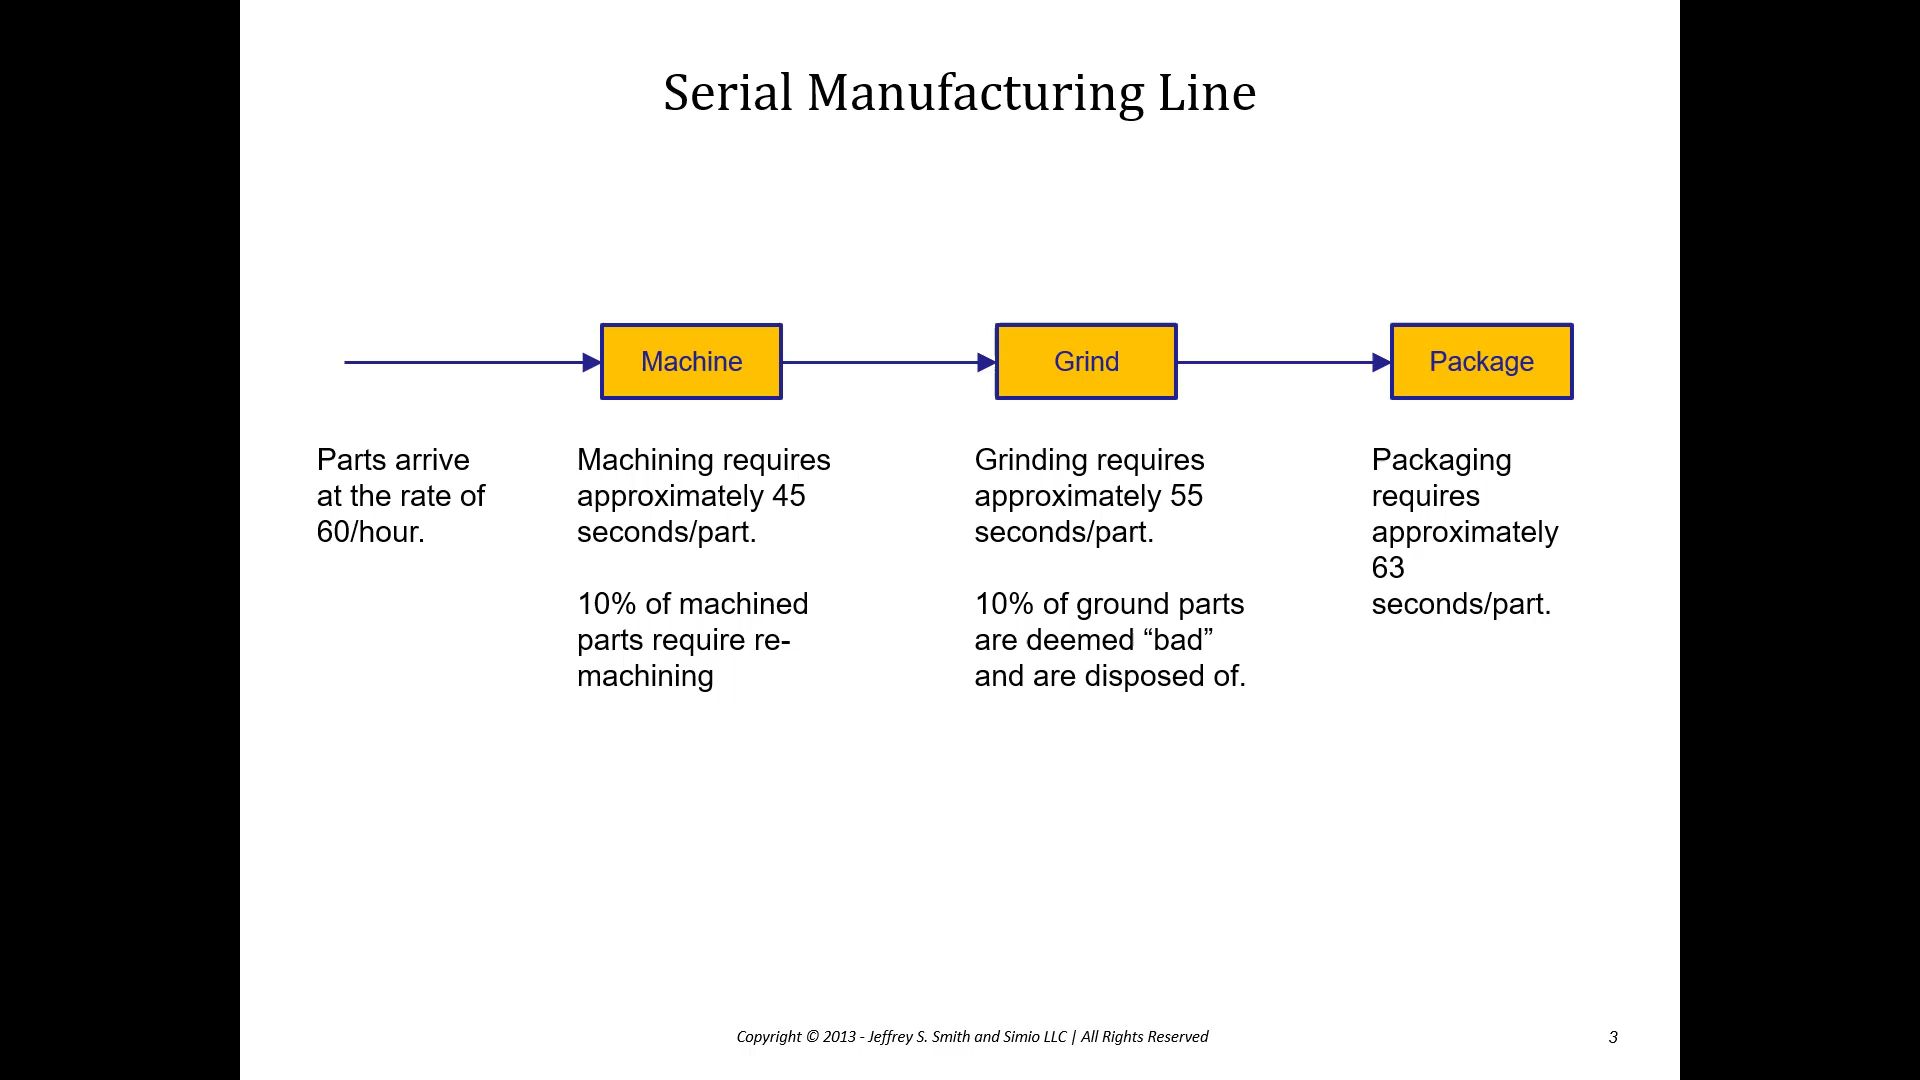 Serial Manufacturing Line
Machine
Grind
Package
Parts arrive
at the rate of
60/hour.
Machining requires
approximately 45
seconds/part.
10% of machined
parts require re-
machining
Grinding requires
approximately 55
seconds/part.
10% of ground parts
are deemed “bad”
and are disposed of.
Packaging
requires
approximately
63
seconds/part.
Copyright © 2013 - Jeffrey S. Smith and Simio LLC | All Rights Reserved
3